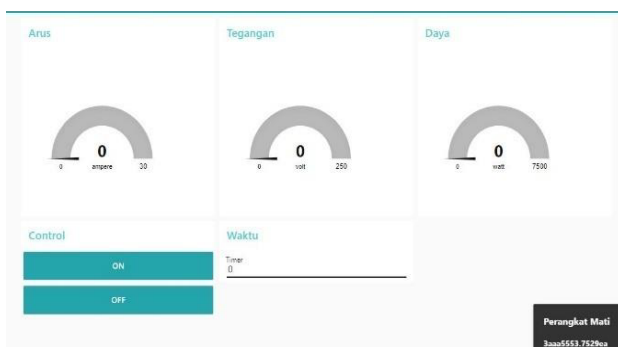 Arus
Tegangan
Daya
0
0 ampere 30
0
0 volt 250
0
0 watt 7500
Control
ON
OFF
Waktu
Timer
0
Perangkat Mati
3aaa5553.7529ea